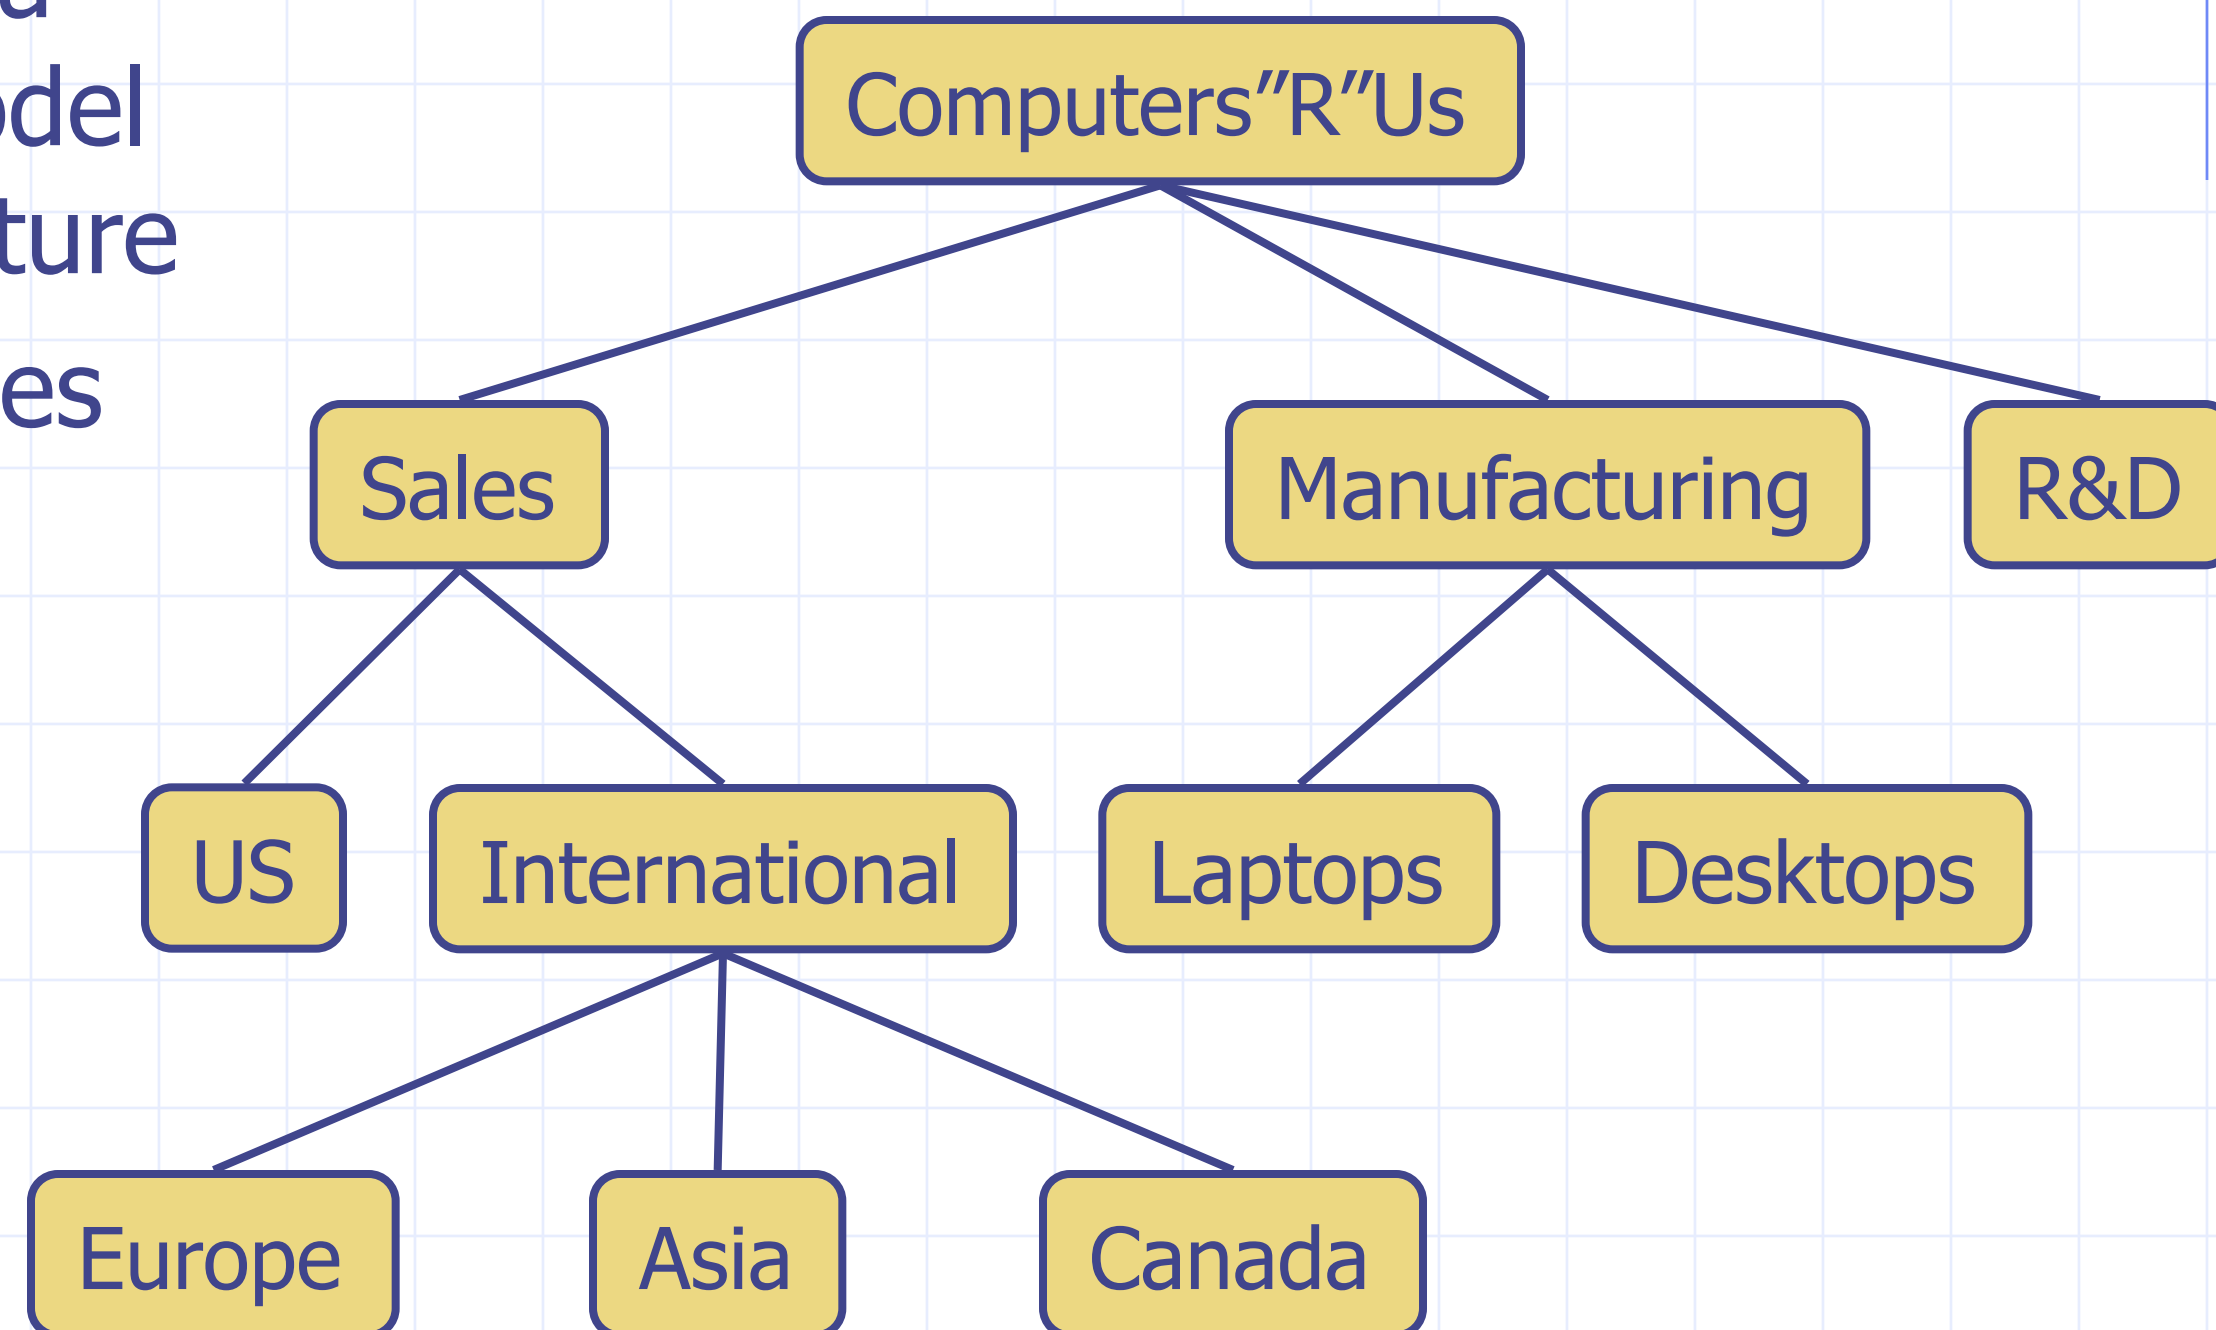 Computers”R”Us
Sales
Manufacturing
R&D
US
International
Laptops
Desktops
Europe
Asia
Canada